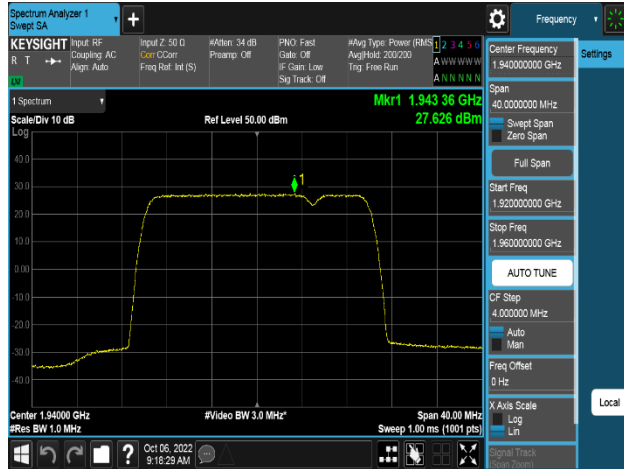 Spectrum Analyzer 1
Swept SA
+
Frequency
KEYSIGHT
R T
LW
Input: RF
Coupling: AC
Align: Auto
Input Z: 50 Ω
Corr CCorr
Freq Ref: Int (S)
#Atten: 34 dB
Preamp: Off
PNO: Fast
Gate: Off
IF Gain: Low
Sig Track: Off
#Avg Type: Power (RMS
Avg|Hold: 200/200
Trig: Free Run
1 2 3 4 5 6
A W W W W W
A N N N N N
1 Spectrum
Scale/Div 10 dB
Log
Ref Level 50.00 dBm
Mkr1 1.943 36 GHz
27.626 dBm
1
40.0
30.0
20.0
10.0
0.00
-10.0
-20.0
-30.0
-40.0
Center 1.94000 GHz
#Res BW 1.0 MHz
#Video BW 3.0 MHz*
Span 40.00 MHz
Sweep 1.00 ms (1001 pts)
?
Oct 06, 2022
9:18:29 AM
Center Frequency
1.940000000 GHz
Span
40.0000000 MHz
Swept Span
Zero Span
Full Span
Start Freq
1.920000000 GHz
Stop Freq
1.960000000 GHz
AUTO TUNE
CF Step
4.000000 MHz
Auto
Man
Freq Offset
0 Hz
X Axis Scale
Log
Lin
Signal Track
(Span Zoom)
Settings
Local